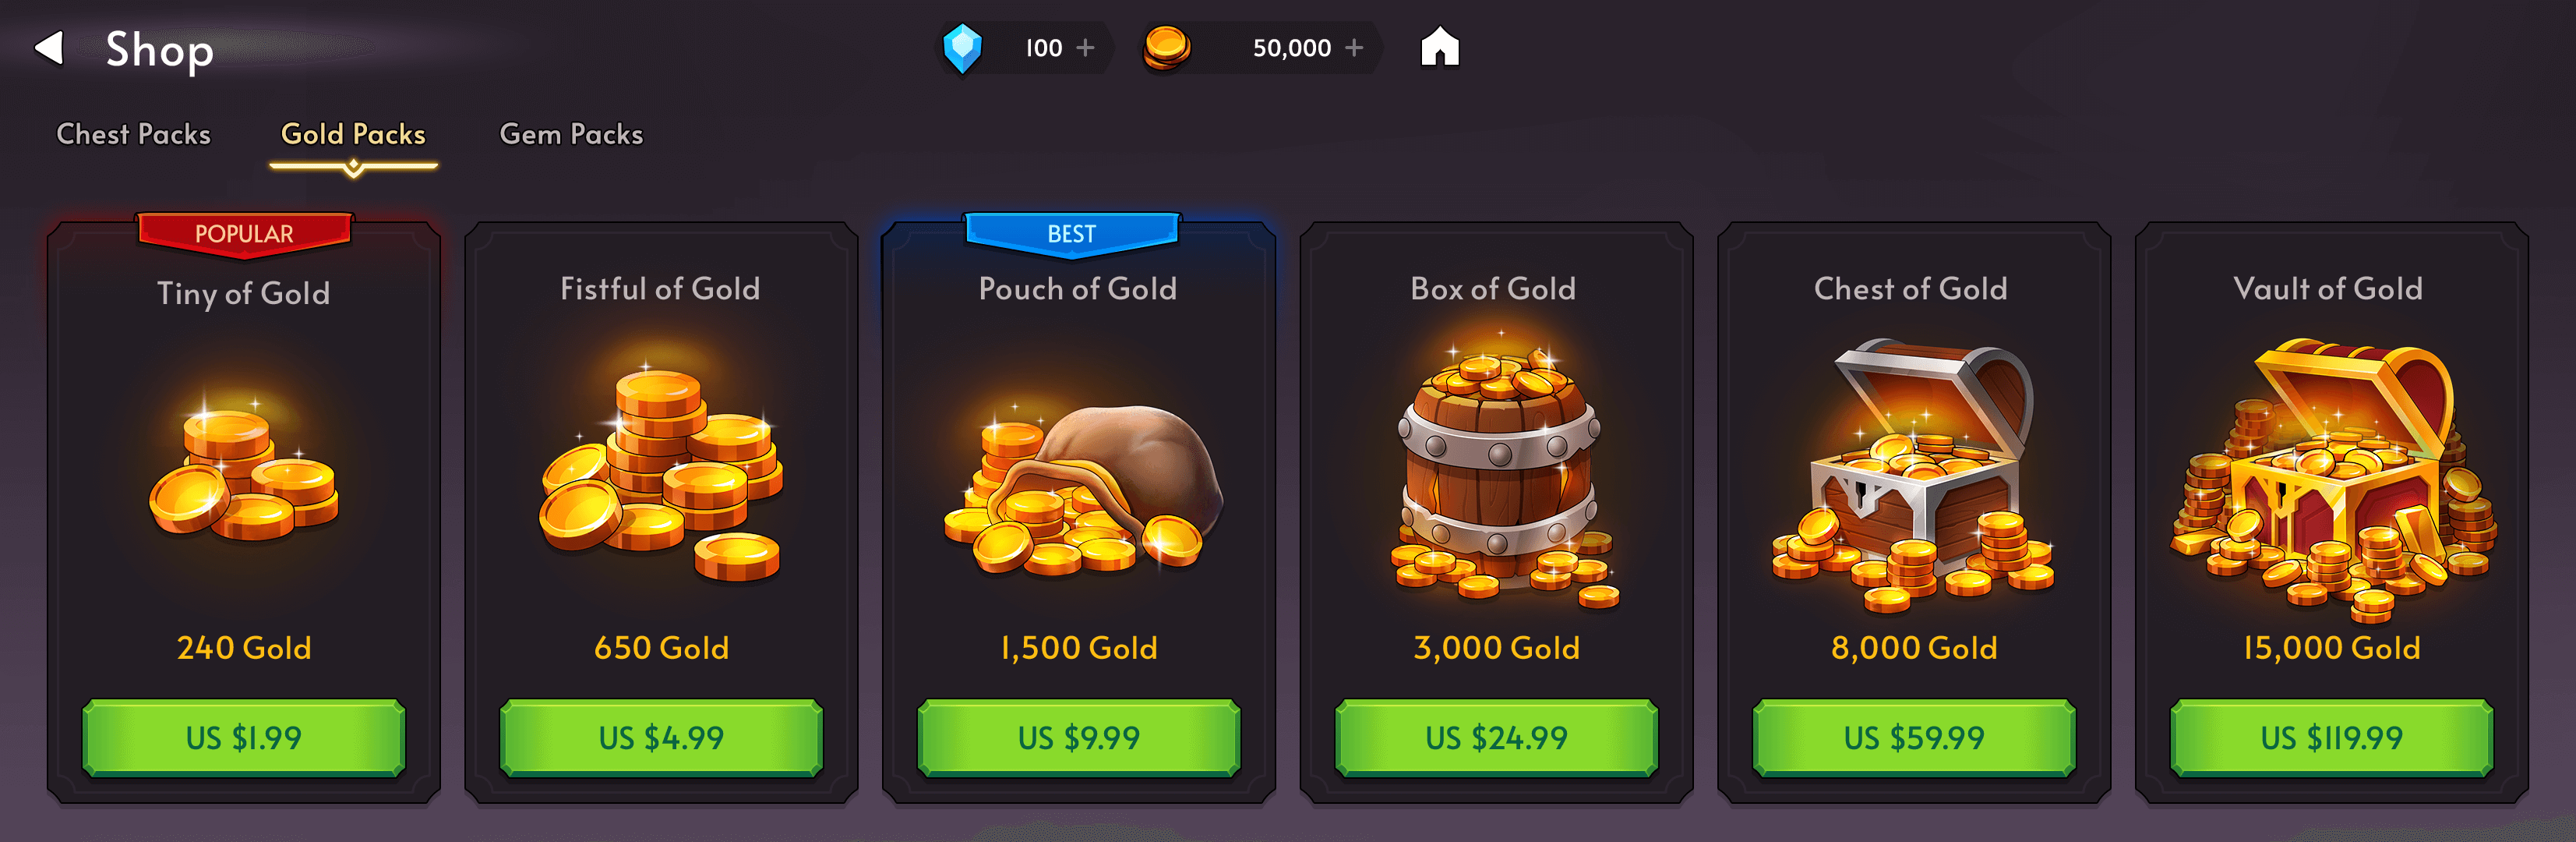 Shop
100 +
50,000 +
Chest Packs
Gold Packs
Gem Packs
POPULAR
Tiny of Gold
240 Gold
US $1.99
Fistful of Gold
650 Gold
US $4.99
BEST
Pouch of Gold
1,500 Gold
US $9.99
Box of Gold
3,000 Gold
US $24.99
Chest of Gold
8,000 Gold
US $59.99
Vault of Gold
15,000 Gold
US $119.99